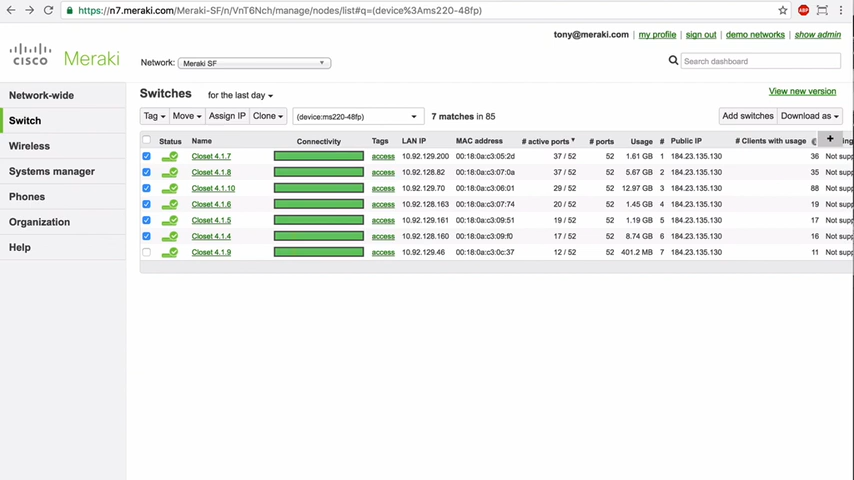 https://n7.meraki.com/Meraki-SF/n/VnT6Nch/manage/nodes/list#q=(device%3Ams220-48fp)
ABP
tony@meraki.com | my profile | sign out | demo networks | show admin
CISCO Meraki
Network: Meraki SF
Search dashboard
Network-wide
Switch
Wireless
Systems manager
Phones
Organization
Help
Switches for the last day
View new version
Tag Move Assign IP Clone (device:ms220-48fp) 7 matches in 85 Add switches Download as
Status Name Connectivity Tags LAN IP MAC address # active ports # ports Usage # Public IP # Clients with usage +
Closet 4.1.7 access 10.92.129.200 00:18:0a:c3:05:2d 37 / 52 52 1.61 GB 1 184.23.135.130 36 Not supp
Closet 4.1.8 access 10.92.128.82 00:18:0a:c3:07:0a 37 / 52 52 5.67 GB 2 184.23.135.130 35 Not supp
Closet 4.1.10 access 10.92.129.70 00:18:0a:c3:06:01 29 / 52 52 12.97 GB 3 184.23.135.130 88 Not supp
Closet 4.1.6 access 10.92.128.163 00:18:0a:c3:07:74 20 / 52 52 1.45 GB 4 184.23.135.130 19 Not supp
Closet 4.1.5 access 10.92.129.161 00:18:0a:c3:09:51 19 / 52 52 1.19 GB 5 184.23.135.130 17 Not supp
Closet 4.1.4 access 10.92.128.160 00:18:0a:c3:09:f0 17 / 52 52 8.74 GB 6 184.23.135.130 16 Not supp
Closet 4.1.9 access 10.92.129.46 00:18:0a:c3:0c:37 12 / 52 52 401.2 MB 7 184.23.135.130 11 Not supp